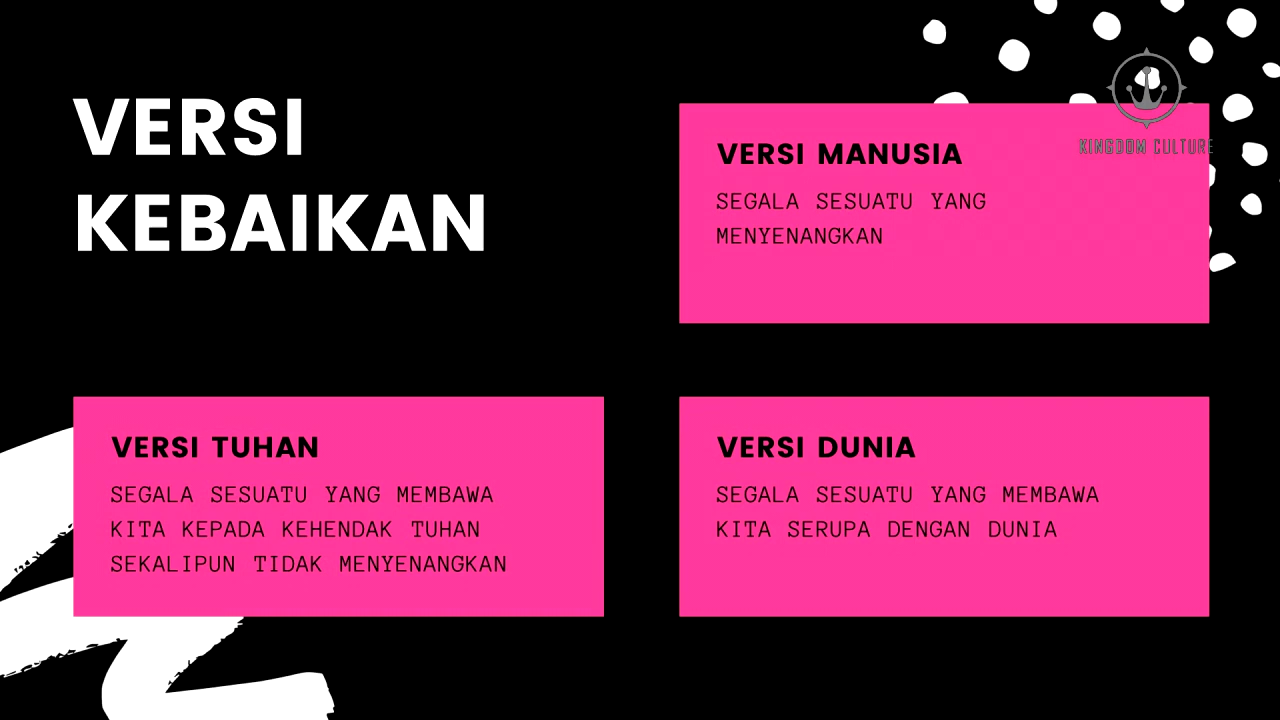 VERSI
KEBAIKAN
KINGDOM CULTURE
VERSI MANUSIA
SEGALA SESUATU YANG
MENYENANGKAN
VERSI TUHAN
SEGALA SESUATU YANG MEMBAWA
KITA KEPADA KEHENDAK TUHAN
SEKALIPUN TIDAK MENYENANGKAN
VERSI DUNIA
SEGALA SESUATU YANG MEMBAWA
KITA SERUPA DENGAN DUNIA